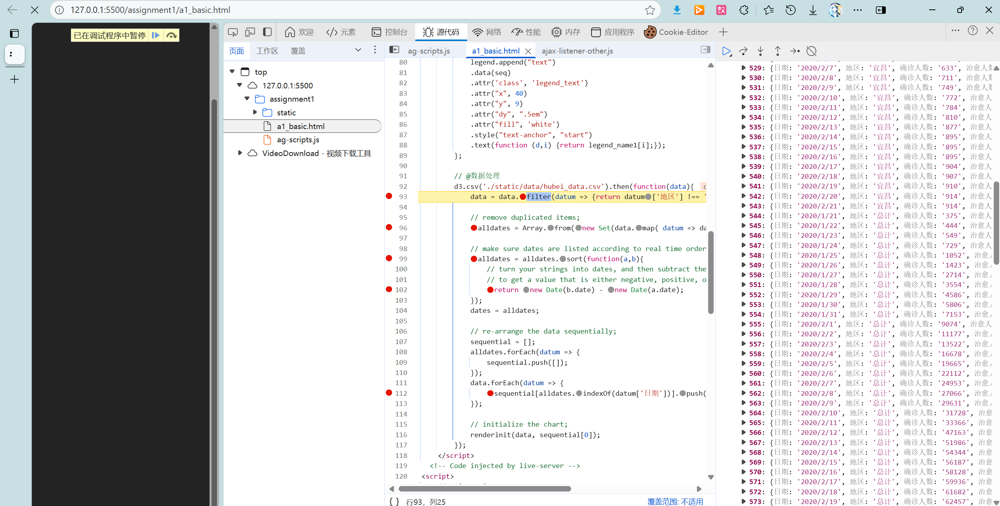 127.0.0.1:5500/assignment1/a1_basic.html
已在调试程序中暂停
欢迎 元素 控制台 源代码 网络 性能 内存 应用程序 Cookie-Editor
页面 工作区 覆盖
top
127.0.0.1:5500
assignment1
static
a1_basic.html
ag-scripts.js
VideoDownload - 视频下载工具
ag-scripts.js a1_basic.html ajax-listener-other.js
80 legend.append("text")
81 .data(seq)
82 .attr('class', 'legend_text')
83 .attr("x", 40)
84 .attr("y", 9)
85 .attr("dy", ".5em")
86 .attr("fill", 'white')
87 .style("text-anchor", "start")
88 .text(function (d,i) {return legend_name1[i];});
89 };
90
91 // @数据处理
92 d3.csv('./static/data/hubei_data.csv').then(function(data){
93 data = data.filter(datum => {return datum['地区'] !== '
94
95 // remove duplicated items;
96 alldates = Array.from(new Set(data.map( datum => da
97
98 // make sure dates are listed according to real time order
99 alldates = alldates.sort(function(a,b){
100 // turn your strings into dates, and then subtract the
101 // to get a value that is either negative, positive, o
102 return new Date(b.date) - new Date(a.date);
103 });
104 dates = alldates;
105
106 // re-arrange the data sequentially;
107 sequential = [];
108 alldates.forEach(datum => {
109 sequential.push([]);
110 });
111 data.forEach(datum => {
112 sequential[alldates.indexOf(datum['日期'])].push(
113 });
114
115 // initialize the chart;
116 renderinit(data, sequential[0]);
117 });
118 </script>
119 <!-- Code injected by live-server -->
120 <script>
{ } 行93，列25
覆盖范围: 不适用
529: {日期: '2020/2/7', 地区: '宜昌', 确诊人数: '633', 治愈人数
530: {日期: '2020/2/8', 地区: '宜昌', 确诊人数: '711', 治愈人数
531: {日期: '2020/2/9', 地区: '宜昌', 确诊人数: '749', 治愈人数
532: {日期: '2020/2/10', 地区: '宜昌', 确诊人数: '772', 治愈人
533: {日期: '2020/2/11', 地区: '宜昌', 确诊人数: '784', 治愈人
534: {日期: '2020/2/12', 地区: '宜昌', 确诊人数: '810', 治愈人
535: {日期: '2020/2/13', 地区: '宜昌', 确诊人数: '877', 治愈人
536: {日期: '2020/2/14', 地区: '宜昌', 确诊人数: '895', 治愈人
537: {日期: '2020/2/15', 地区: '宜昌', 确诊人数: '895', 治愈人
538: {日期: '2020/2/16', 地区: '宜昌', 确诊人数: '895', 治愈人
539: {日期: '2020/2/17', 地区: '宜昌', 确诊人数: '904', 治愈人
540: {日期: '2020/2/18', 地区: '宜昌', 确诊人数: '907', 治愈人
541: {日期: '2020/2/19', 地区: '宜昌', 确诊人数: '910', 治愈人
542: {日期: '2020/2/20', 地区: '宜昌', 确诊人数: '914', 治愈人
543: {日期: '2020/2/21', 地区: '宜昌', 确诊人数: '914', 治愈人
544: {日期: '2020/1/21', 地区: '总计', 确诊人数: '375', 治愈人
545: {日期: '2020/1/22', 地区: '总计', 确诊人数: '444', 治愈人
546: {日期: '2020/1/23', 地区: '总计', 确诊人数: '549', 治愈人
547: {日期: '2020/1/24', 地区: '总计', 确诊人数: '729', 治愈人
548: {日期: '2020/1/25', 地区: '总计', 确诊人数: '1052', 治愈
549: {日期: '2020/1/26', 地区: '总计', 确诊人数: '1423', 治愈
550: {日期: '2020/1/27', 地区: '总计', 确诊人数: '2714', 治愈
551: {日期: '2020/1/28', 地区: '总计', 确诊人数: '3554', 治愈
552: {日期: '2020/1/29', 地区: '总计', 确诊人数: '4586', 治愈
553: {日期: '2020/1/30', 地区: '总计', 确诊人数: '5806', 治愈
554: {日期: '2020/1/31', 地区: '总计', 确诊人数: '7153', 治愈
555: {日期: '2020/2/1', 地区: '总计', 确诊人数: '9074', 治愈人
556: {日期: '2020/2/2', 地区: '总计', 确诊人数: '11177', 治愈
557: {日期: '2020/2/3', 地区: '总计', 确诊人数: '13522', 治愈
558: {日期: '2020/2/4', 地区: '总计', 确诊人数: '16678', 治愈
559: {日期: '2020/2/5', 地区: '总计', 确诊人数: '19665', 治愈
560: {日期: '2020/2/6', 地区: '总计', 确诊人数: '22112', 治愈
561: {日期: '2020/2/7', 地区: '总计', 确诊人数: '24953', 治愈
562: {日期: '2020/2/8', 地区: '总计', 确诊人数: '27066', 治愈
563: {日期: '2020/2/9', 地区: '总计', 确诊人数: '29631', 治愈
564: {日期: '2020/2/10', 地区: '总计', 确诊人数: '31728', 治愈
565: {日期: '2020/2/11', 地区: '总计', 确诊人数: '33366', 治愈
566: {日期: '2020/2/12', 地区: '总计', 确诊人数: '47163', 治愈
567: {日期: '2020/2/13', 地区: '总计', 确诊人数: '51986', 治愈
568: {日期: '2020/2/14', 地区: '总计', 确诊人数: '54344', 治愈
569: {日期: '2020/2/15', 地区: '总计', 确诊人数: '56187', 治愈
570: {日期: '2020/2/16', 地区: '总计', 确诊人数: '58128', 治愈
571: {日期: '2020/2/17', 地区: '总计', 确诊人数: '59936', 治愈
572: {日期: '2020/2/18', 地区: '总计', 确诊人数: '61682', 治愈
573: {日期: '2020/2/19', 地区: '总计', 确诊人数: '62457', 治愈